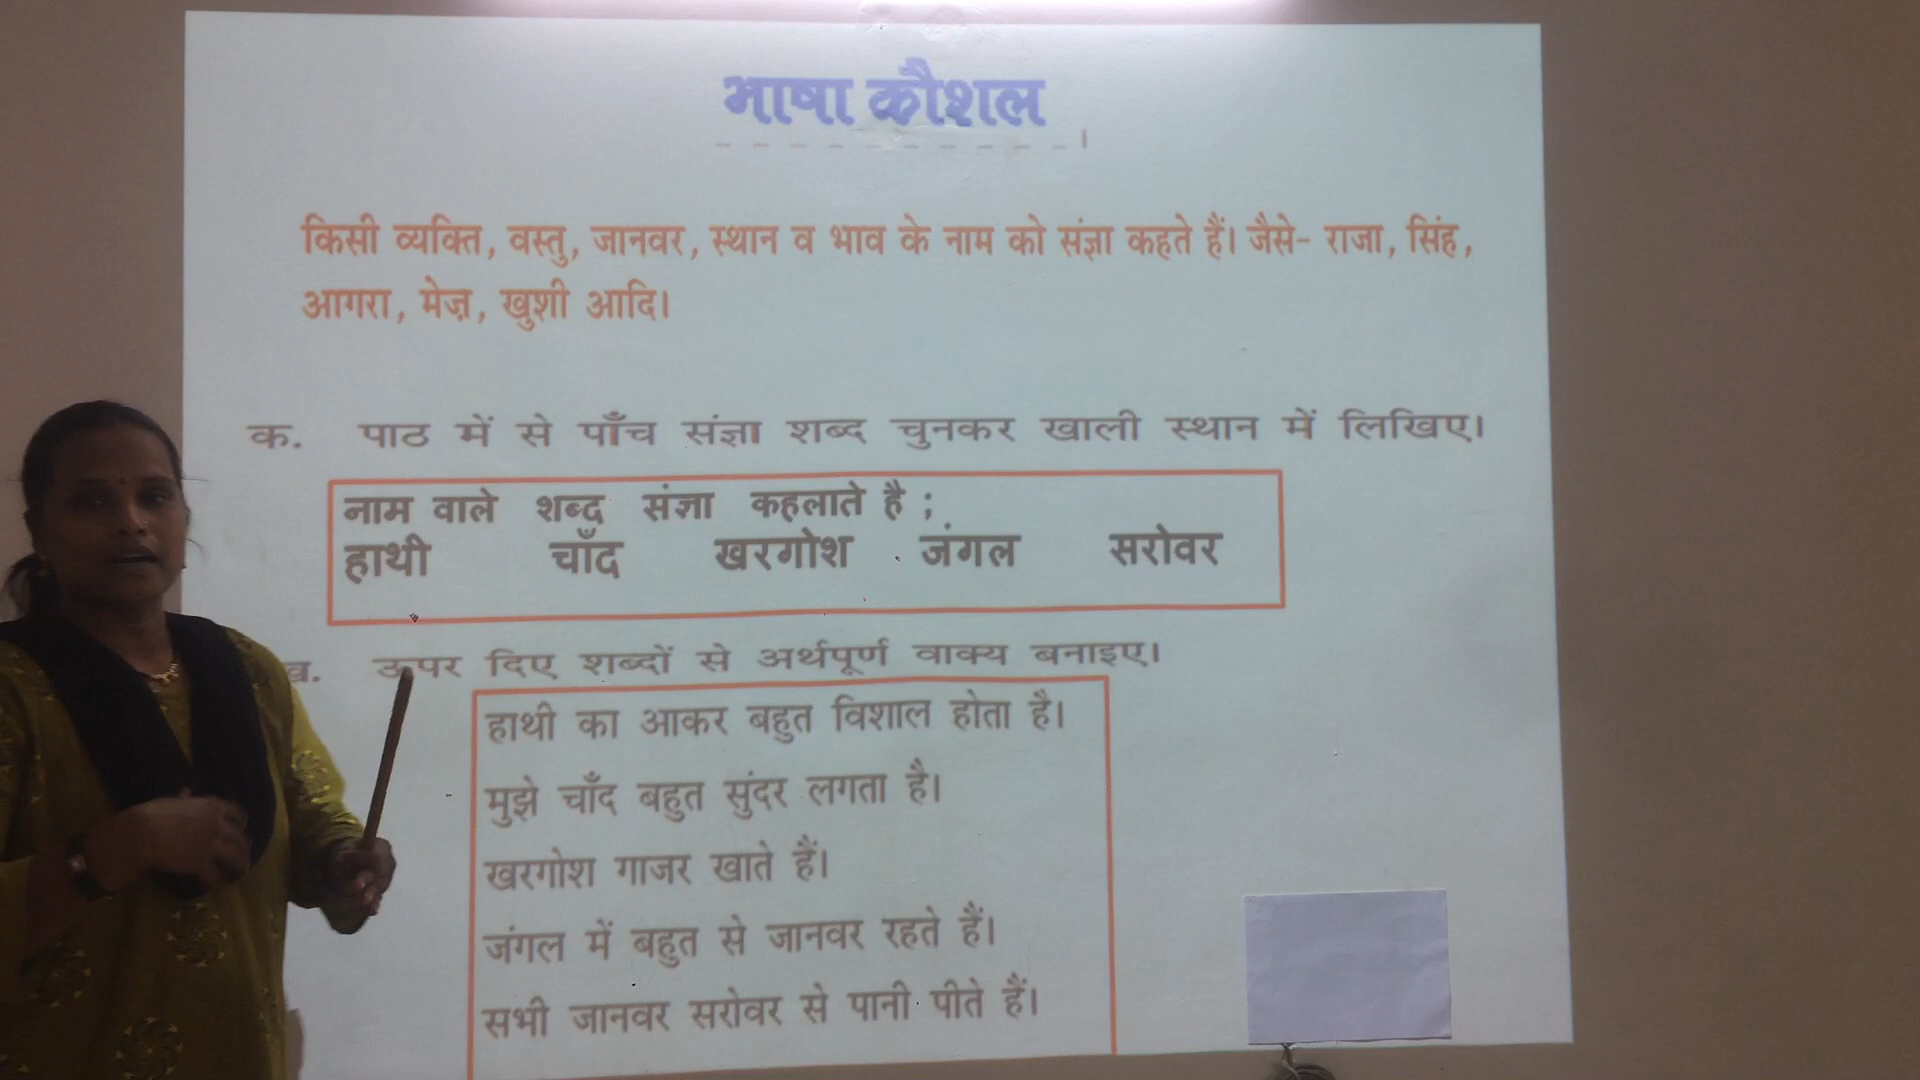 भाषा कौशल
किसी व्यक्ति, वस्तु, जानवर, स्थान व भाव के नाम को संज्ञा कहते हैं। जैसे- राजा, सिंह,
आगरा, मेज़, खुशी आदि।
क. पाठ में से पाँच संज्ञा शब्द चुनकर खाली स्थान में लिखिए।
नाम वाले शब्द संज्ञा कहलाते है ;
हाथी चाँद खरगोश जंगल सरोवर
ख. ऊपर दिए शब्दों से अर्थपूर्ण वाक्य बनाइए।
हाथी का आकर बहुत विशाल होता है।
मुझे चाँद बहुत सुंदर लगता है।
खरगोश गाजर खाते हैं।
जंगल में बहुत से जानवर रहते हैं।
सभी जानवर सरोवर से पानी पीते हैं।